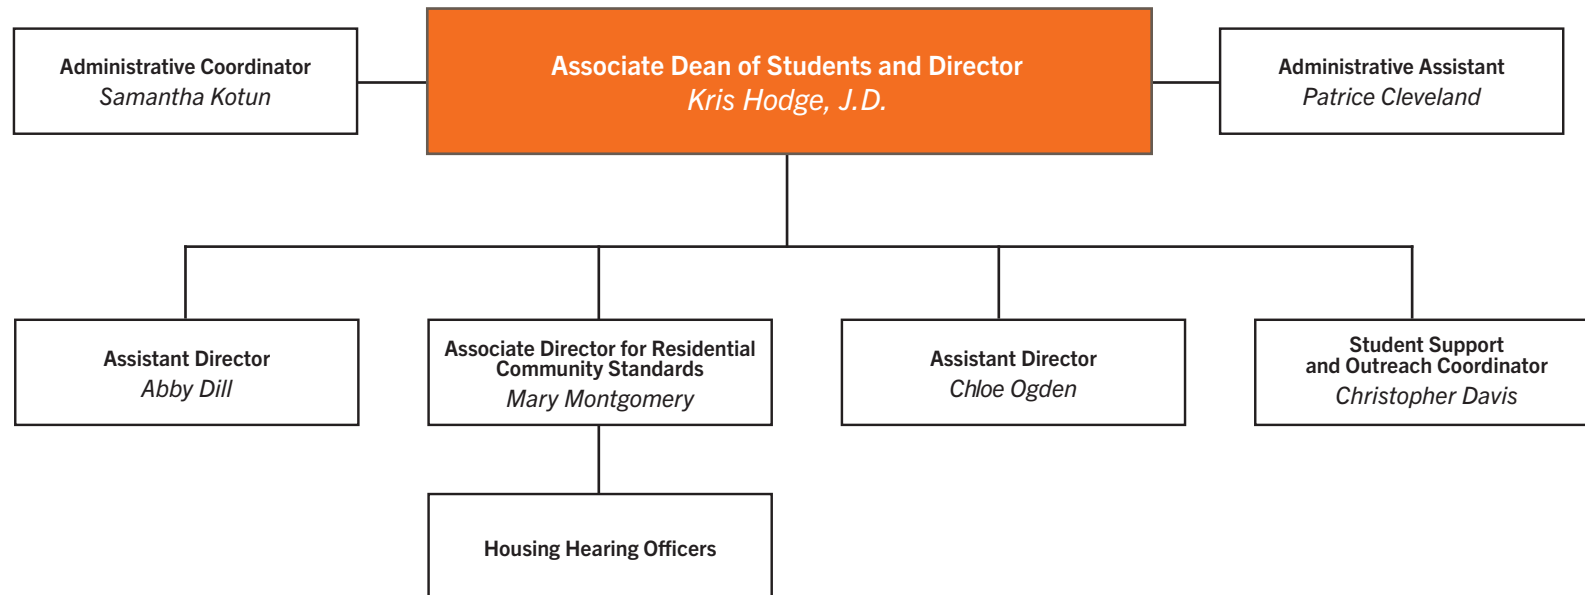 Administrative Coordinator
Samantha Kotun
Associate Dean of Students and Director
Kris Hodge, J.D.
Administrative Assistant
Patrice Cleveland
Assistant Director
Abby Dill
Associate Director for Residential
Community Standards
Mary Montgomery
Assistant Director
Chloe Ogden
Student Support
and Outreach Coordinator
Christopher Davis
Housing Hearing Officers